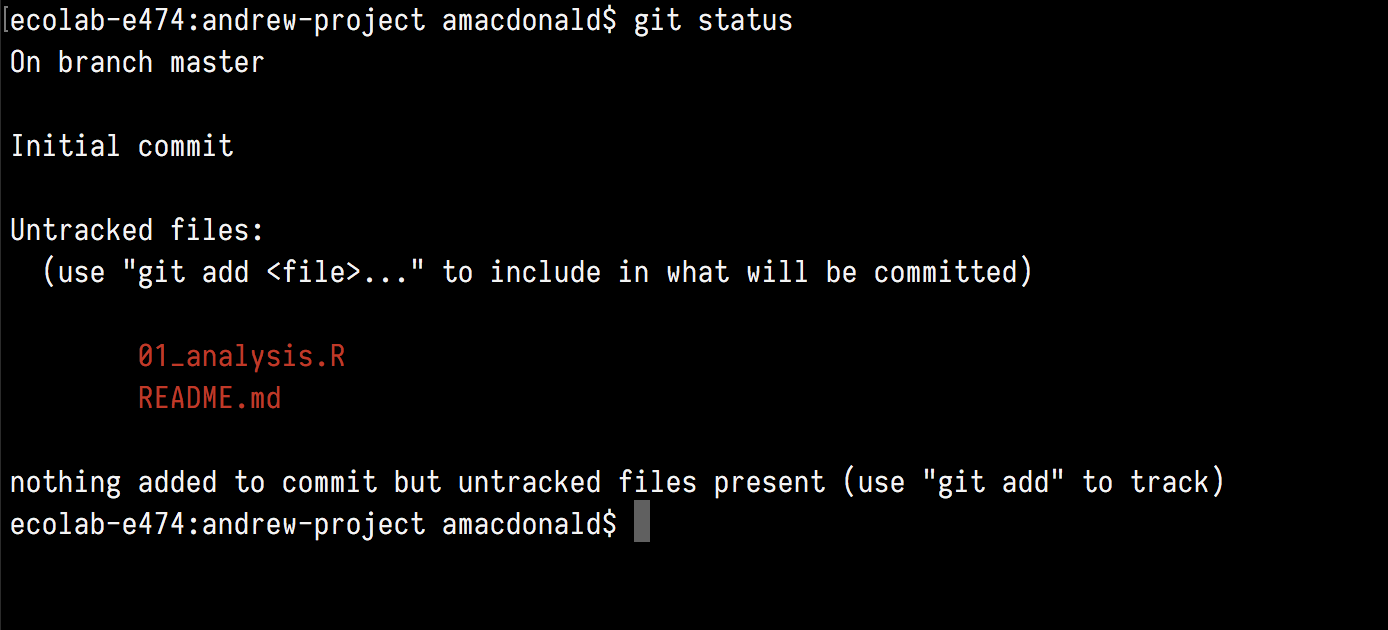 ecolab-e474:andrew-project amacdonald$ git status
On branch master
Initial commit
Untracked files:
(use "git add <file>..." to include in what will be committed)
01_analysis.R
README.md
nothing added to commit but untracked files present (use "git add" to track)
ecolab-e474:andrew-project amacdonald$